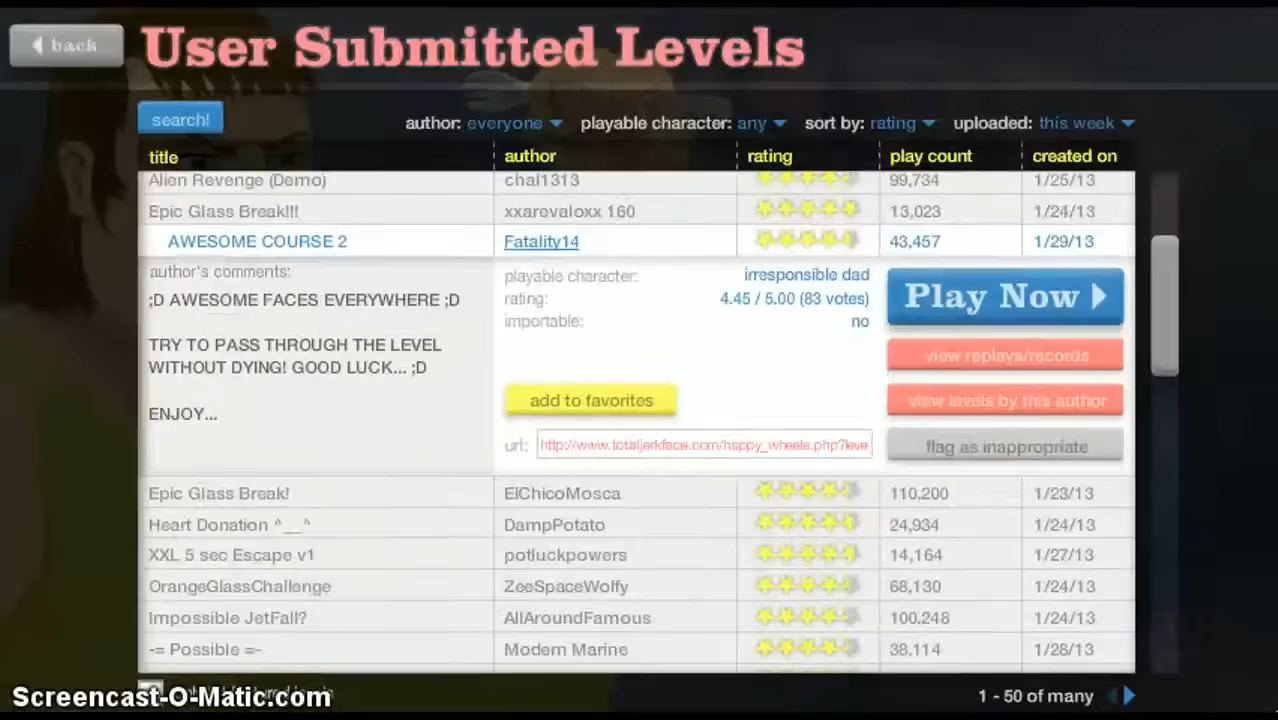 back
User Submitted Levels
search!
author: everyone
playable character: any
sort by: rating
uploaded: this week
title
author
rating
play count
created on
Alien Revenge (Demo) chal1313 99,734 1/25/13
Epic Glass Break!!! xxarevaloxx 160 13,023 1/24/13
AWESOME COURSE 2 Fatality14 43,457 1/29/13
author's comments:
;D AWESOME FACES EVERYWHERE ;D
TRY TO PASS THROUGH THE LEVEL
WITHOUT DYING! GOOD LUCK... ;D
ENJOY...
playable character: irresponsible dad
rating: 4.45 / 5.00 (83 votes)
importable: no
add to favorites
url: http://www.totaljerkface.com/happy_wheels.php?leve
Play Now
view replays/records
view levels by this author
flag as inappropriate
Epic Glass Break! ElChicoMosca 110,200 1/23/13
Heart Donation ^__^ DampPotato 24,934 1/24/13
XXL 5 sec Escape v1 potluckpowers 14,164 1/27/13
OrangeGlassChallenge ZeeSpaceWolfy 68,130 1/24/13
Impossible JetFall? AllAroundFamous 100,248 1/24/13
-= Possible =- Modern Marine 38,114 1/28/13
Screencast-O-Matic.com
1 - 50 of many